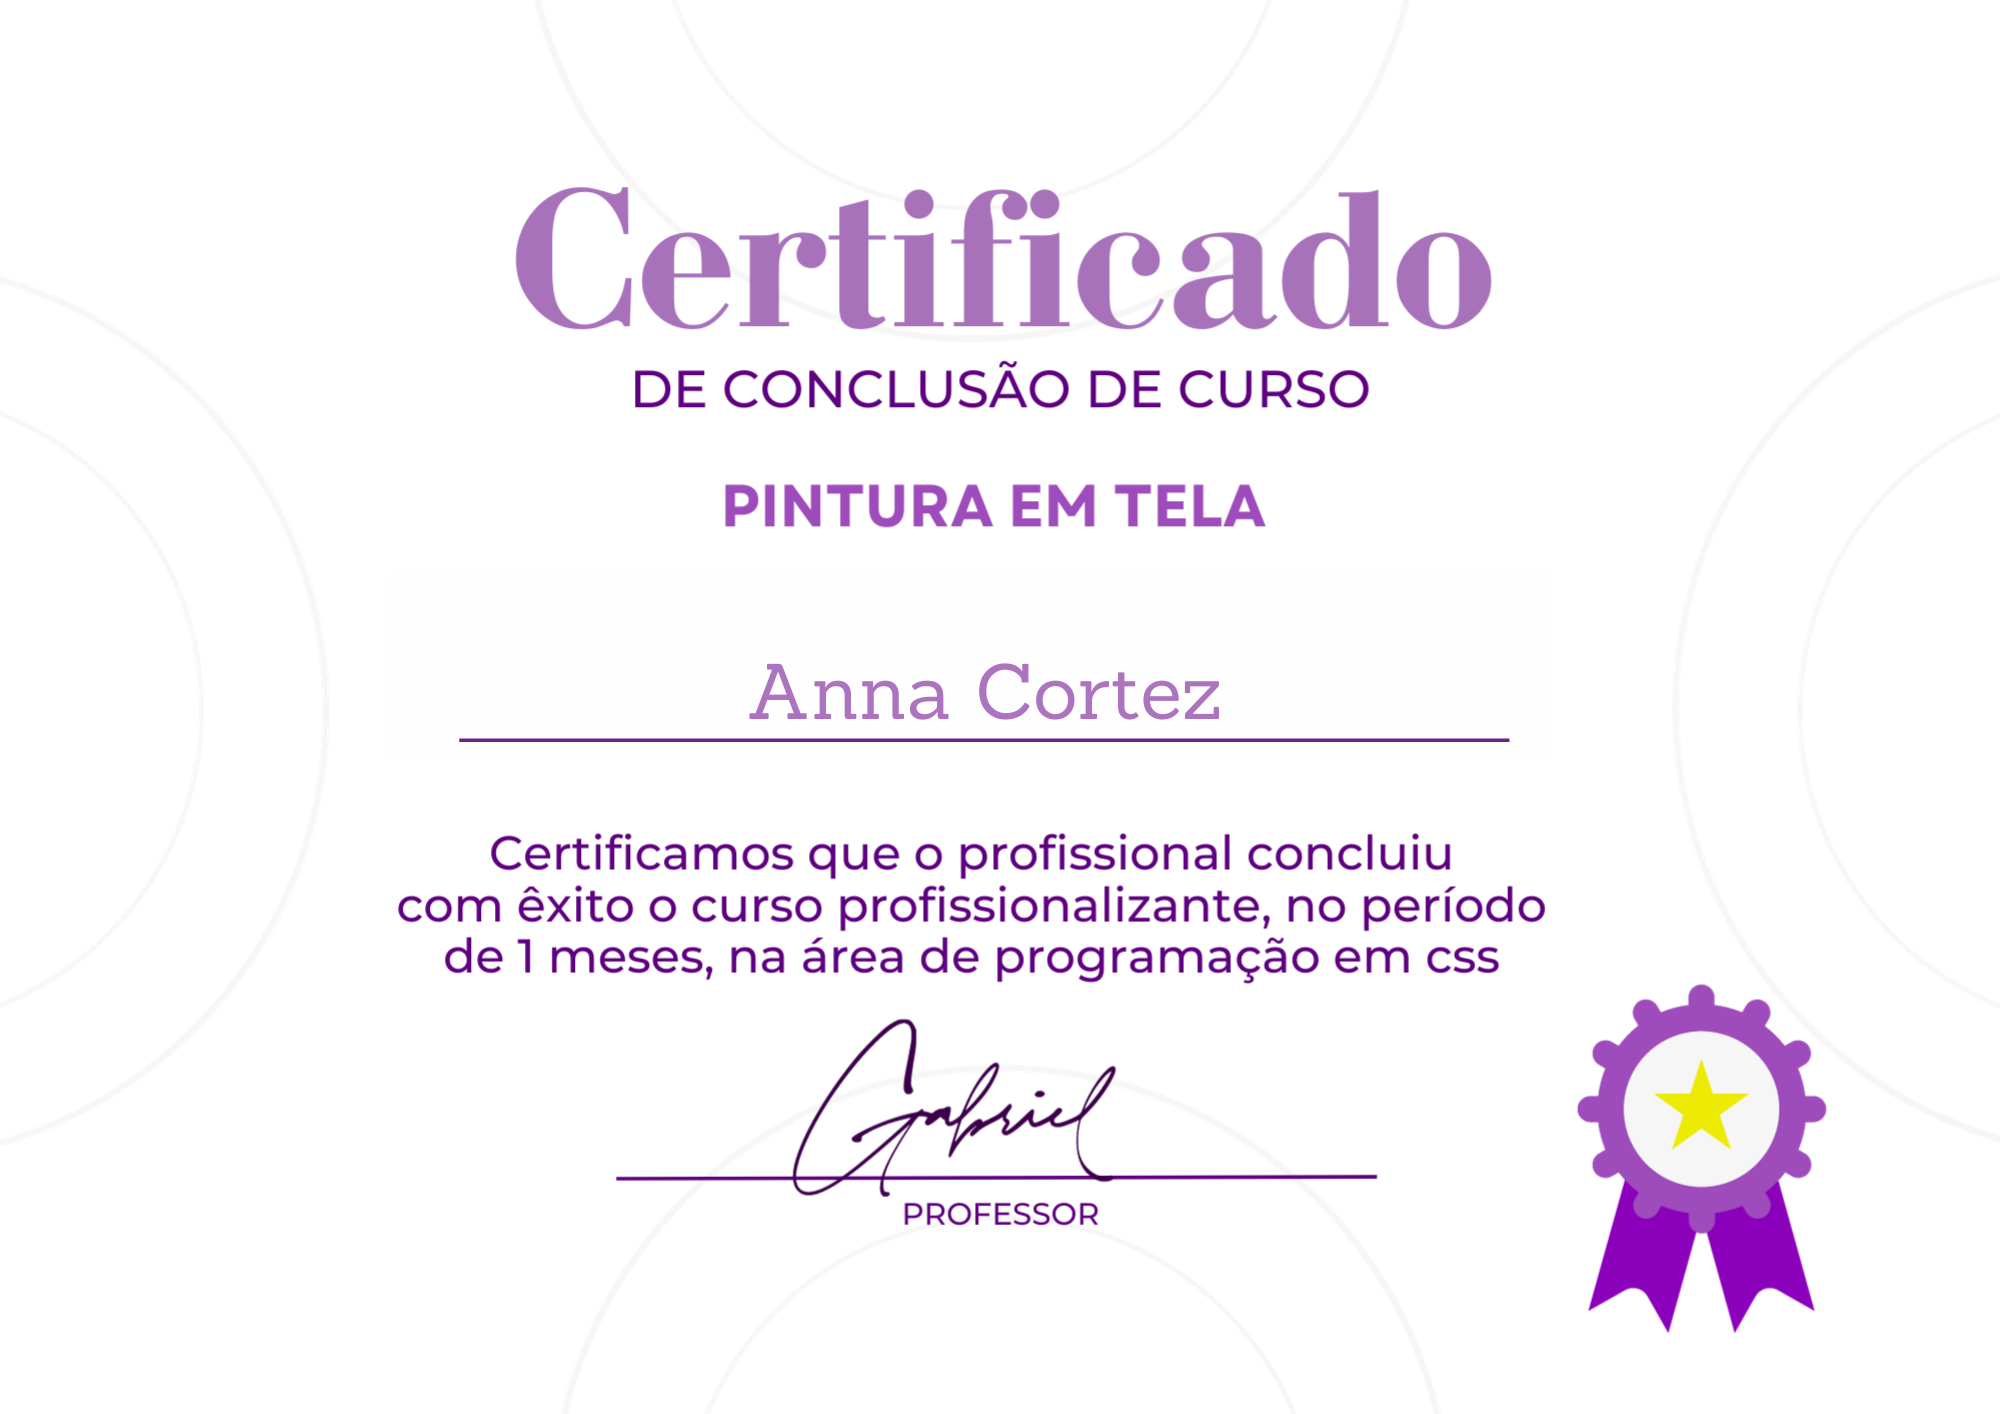 Certificado
DE CONCLUSÃO DE CURSO
PINTURA EM TELA
Anna Cortez
Certificamos que o profissional concluiu
com êxito o curso profissionalizante, no período
de 1 meses, na área de programação em css
Gabriel
PROFESSOR